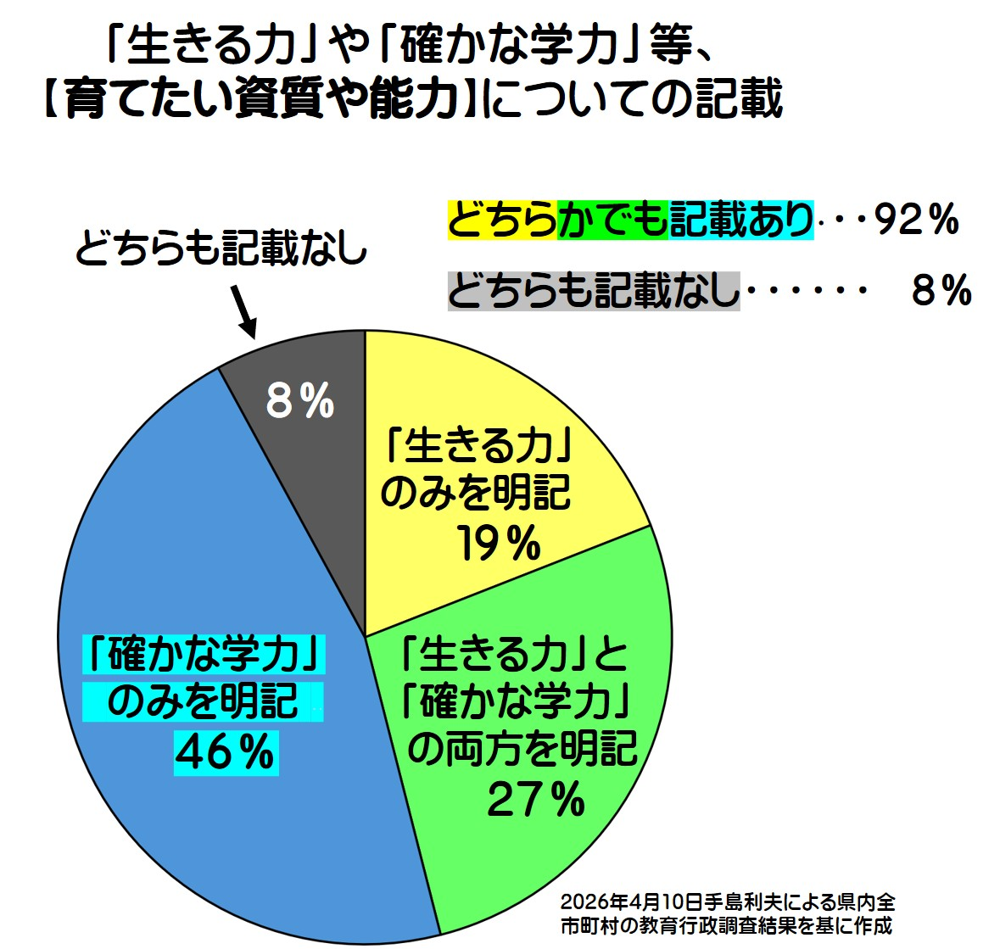 「生きる力」や「確かな学力」等、
【育てたい資質や能力】についての記載
どちらかでも記載あり・・・92%
どちらも記載なし
どちらも記載なし・・・・・・ 8%
8%
「生きる力」
のみを明記
19%
「確かな学力」
のみを明記
46%
「生きる力」と
「確かな学力」
の両方を明記
27%
2026年4月10日手島利夫による県内全
市町村の教育行政調査結果を基に作成